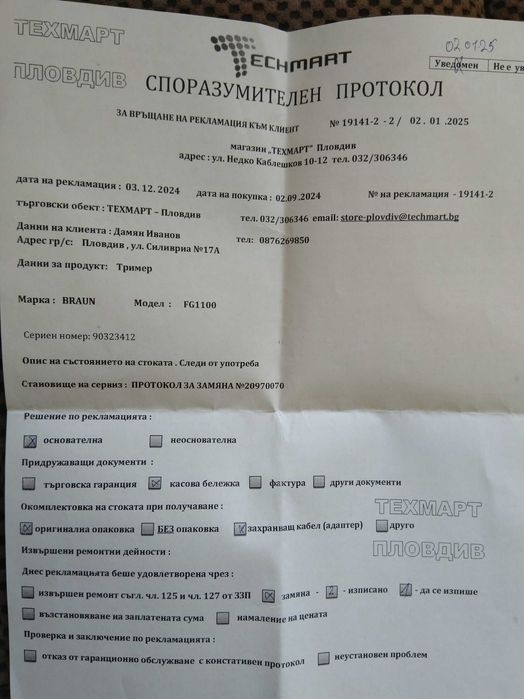 ТЕХМАРТ
ПЛОВДИВ
TECHMART
020125
Уведомен Не е ув
СПОРАЗУМИТЕЛЕН ПРОТОКОЛ
ЗА ВРЪЩАНЕ НА РЕКЛАМАЦИЯ КЪМ КЛИЕНТ № 19141-2 - 2 / 02 . 01 .2025
магазин „ТЕХМАРТ" Пловдив
адрес : ул. Недко Каблешков 10-12 тел. 032/306346
дата на рекламация : 03. 12. 2024 дата на покупка : 02.09.2024 № на рекламация - 19141-2
търговски обект : ТЕХМАРТ – Пловдив тел. 032/306346 email: store-plovdiv@techmart.bg
Данни на клиента : Дамян Иванов
Адрес гр/с: Пловдив , ул. Силивриа №17А тел: 0876269850
Данни за продукт: Тример
Марка : BRAUN Модел : FG1100
Сериен номер: 90323412
Опис на състоянието на стоката . Следи от употреба
Становище на сервиз : ПРОТОКОЛ ЗА ЗАМЯНА №20970070
Решение по рекламацията :
X основателна неоснователна
Придружаващи документи :
търговска гаранция X касова бележка фактура други документи
Окомплектовка на стоката при получаване :
X оригинална опаковка БЕЗ опаковка X захранващ кабел (адаптер) друго
ТЕХМАРТ
ПЛОВДИВ
Извършени ремонтни дейности :
Днес рекламацията беше удовлетворена чрез :
извършен ремонт съгл. чл. 125 и чл. 127 от ЗЗП X замяна - 2 - изписано 1 - да се изпише
възстановяване на заплатената сума намаление на цената
Проверка и заключение по рекламацията :
отказ от гаранционно обслужване с констативен протокол неустановен проблем